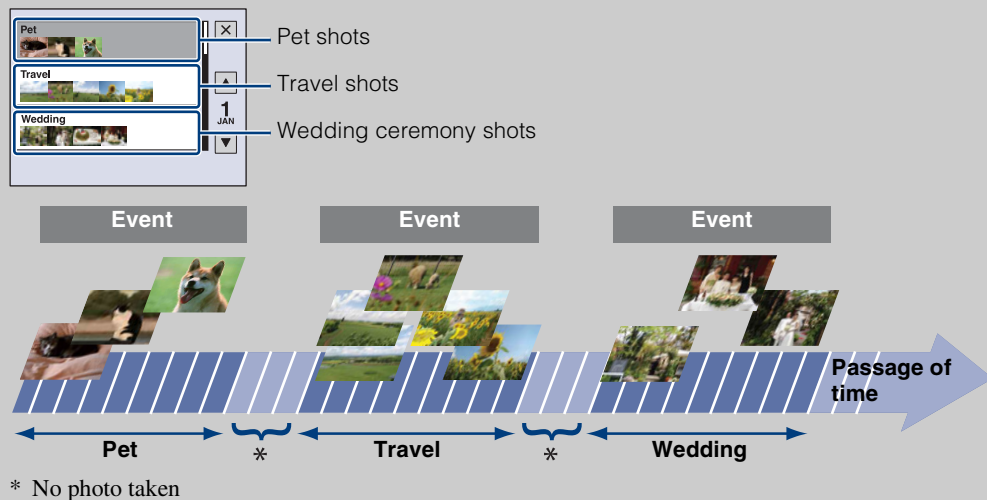 Pet
Travel
1
JAN
Wedding
Pet shots
Travel shots
Wedding ceremony shots
Event Event Event
Passage of
time
Pet * Travel * Wedding
* No photo taken